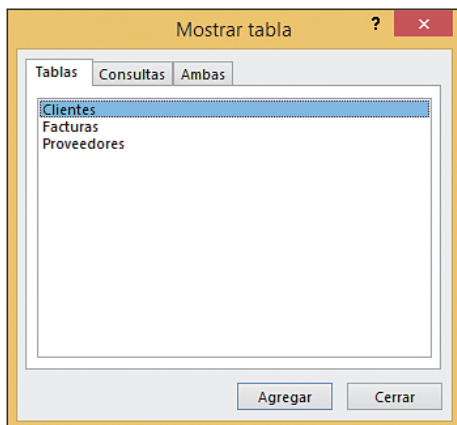 Mostrar tabla ?
Tablas Consultas Ambas
Clientes
Facturas
Proveedores
Agregar Cerrar